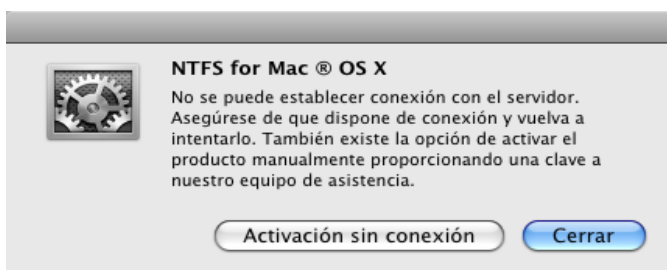 NTFS for Mac ® OS X
No se puede establecer conexión con el servidor.
Asegúrese de que dispone de conexión y vuelva a
intentarlo. También existe la opción de activar el
producto manualmente proporcionando una clave a
nuestro equipo de asistencia.
Activación sin conexión
Cerrar